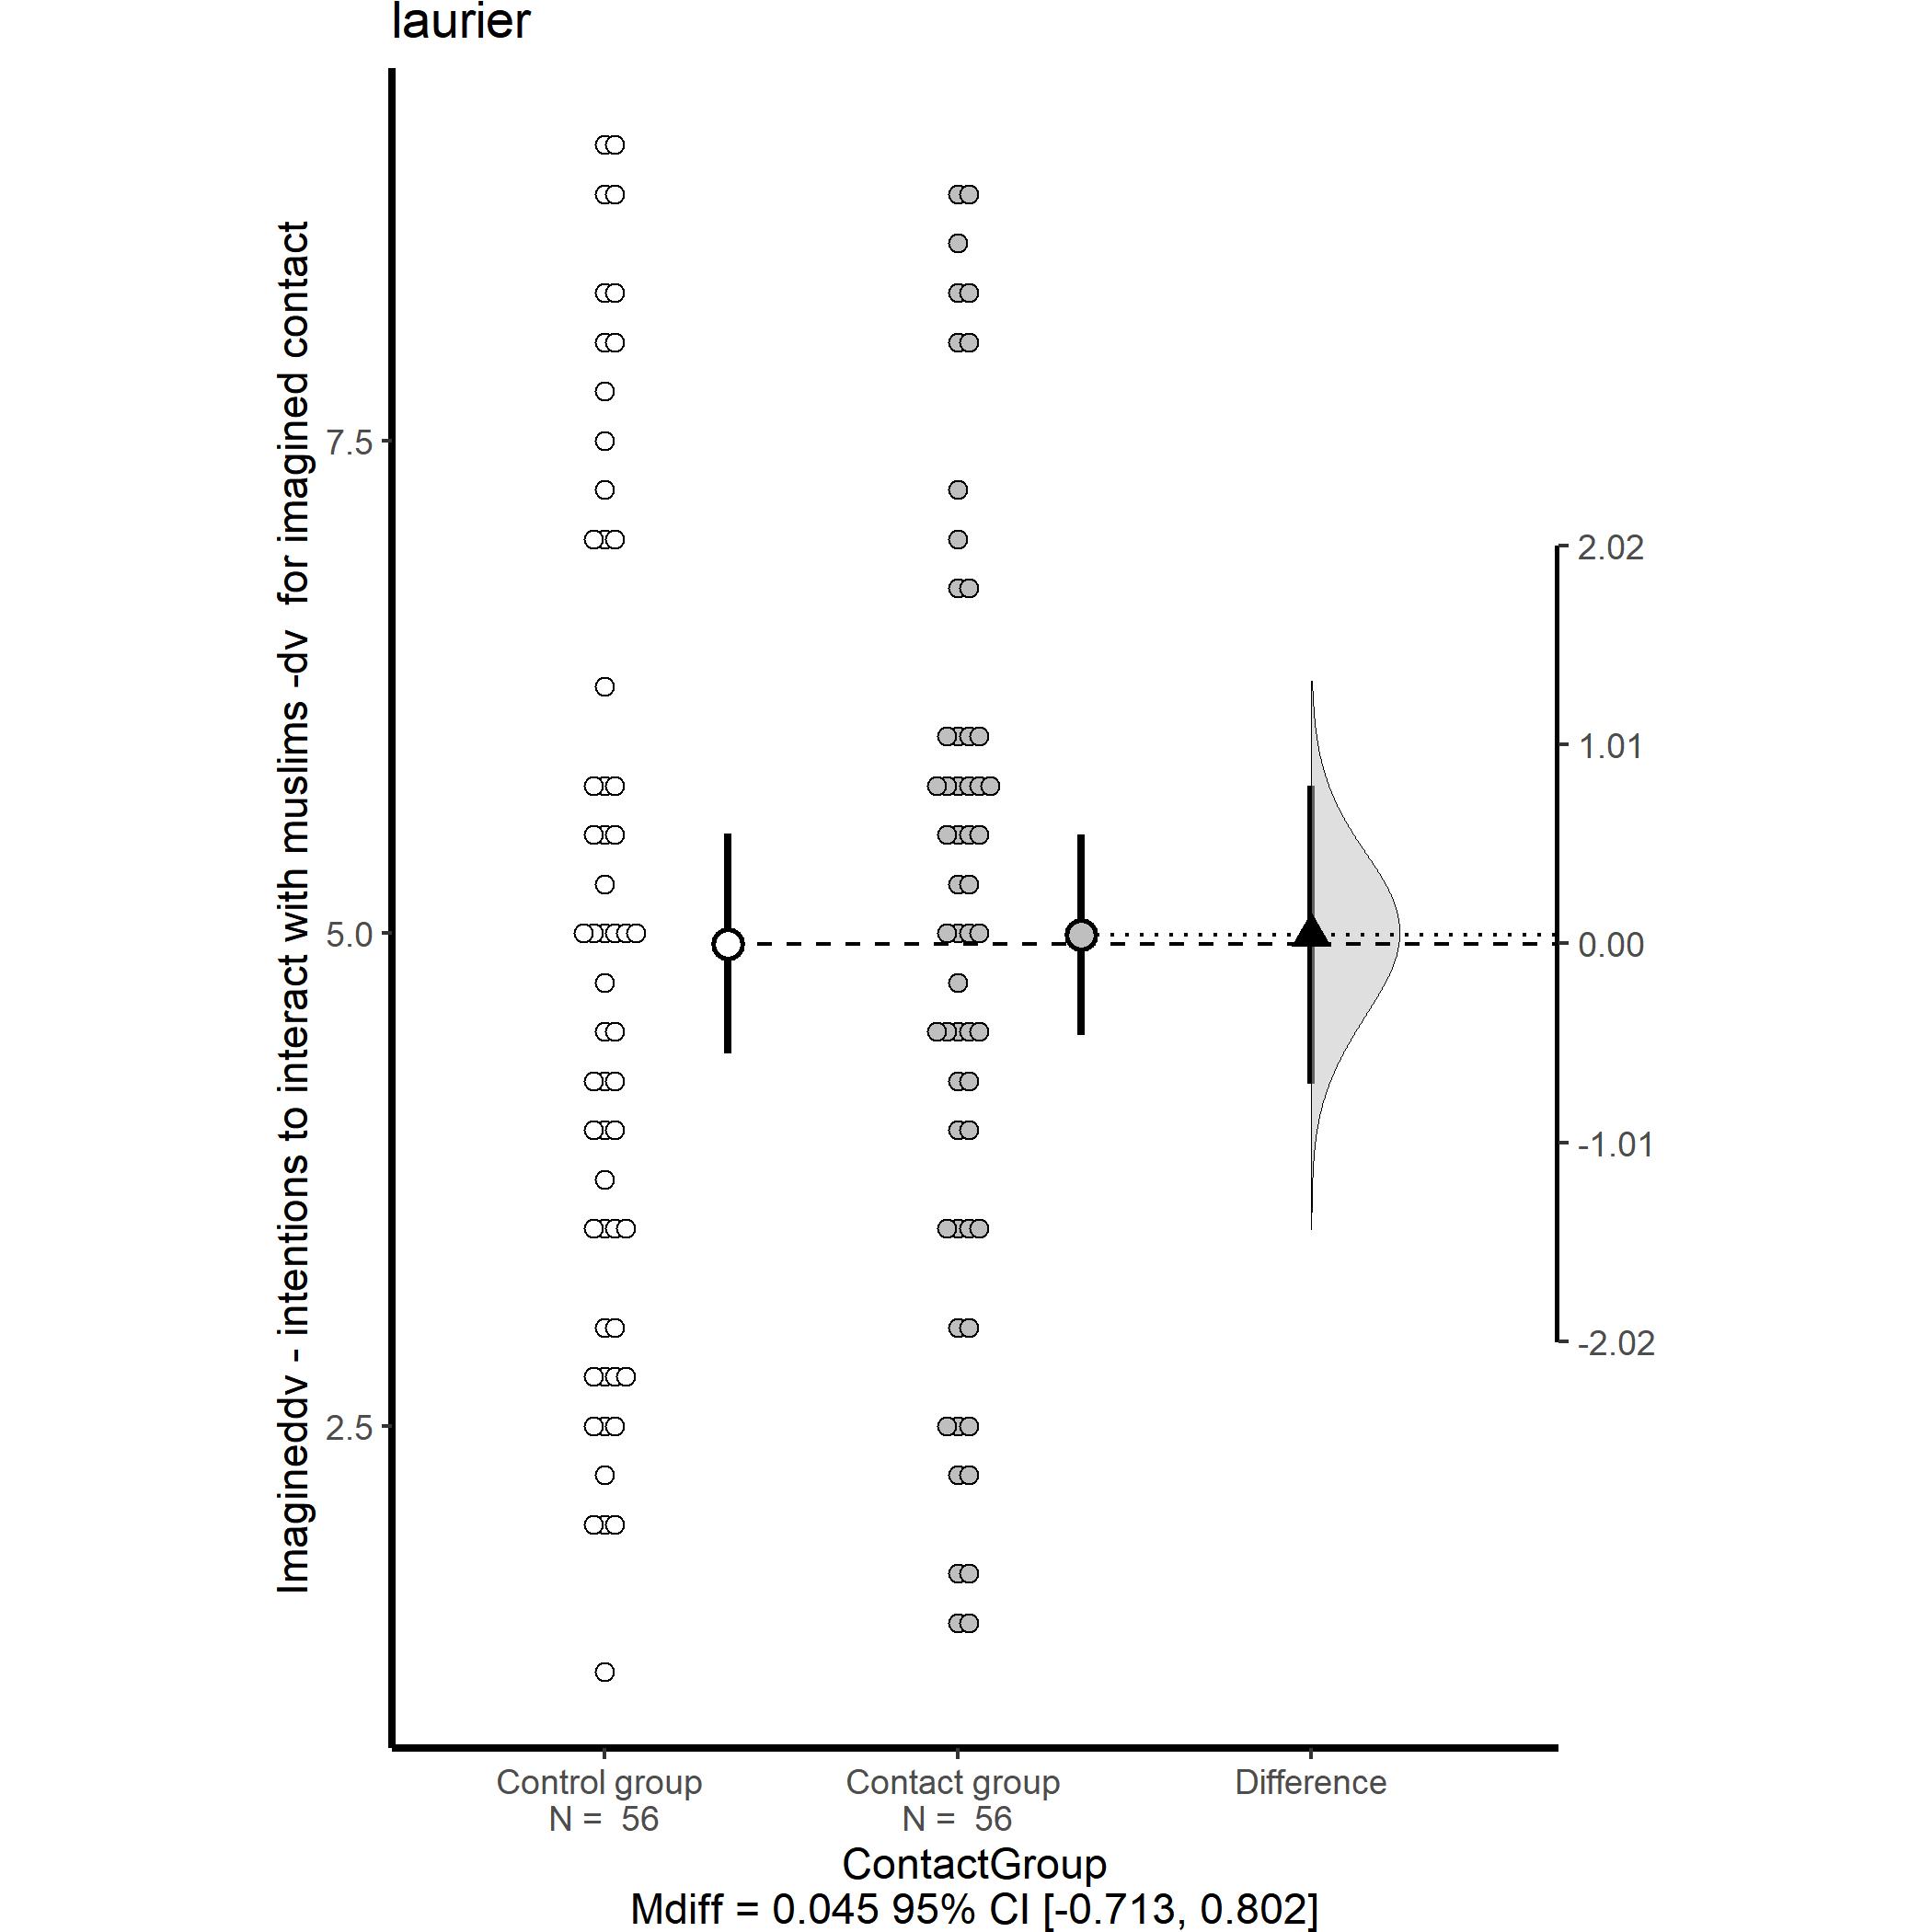 laurier
Imagineddv - intentions to interact with muslims -dv  for imagined contact
7.5
5.0
2.5
2.02
1.01
0.00
-1.01
-2.02
Control group
N =  56
Contact group
N =  56
Difference
ContactGroup
Mdiff = 0.045 95% CI [-0.713, 0.802]